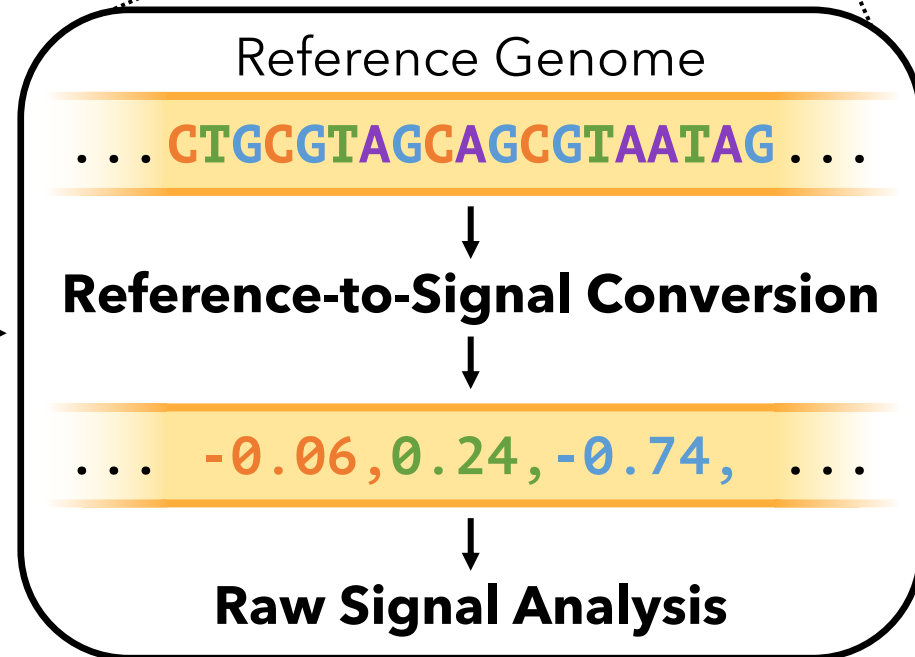 Reference Genome
...CTGCGTAGCAGCGTAATAG...
Reference-to-Signal Conversion
... -0.06,0.24,-0.74, ...
Raw Signal Analysis